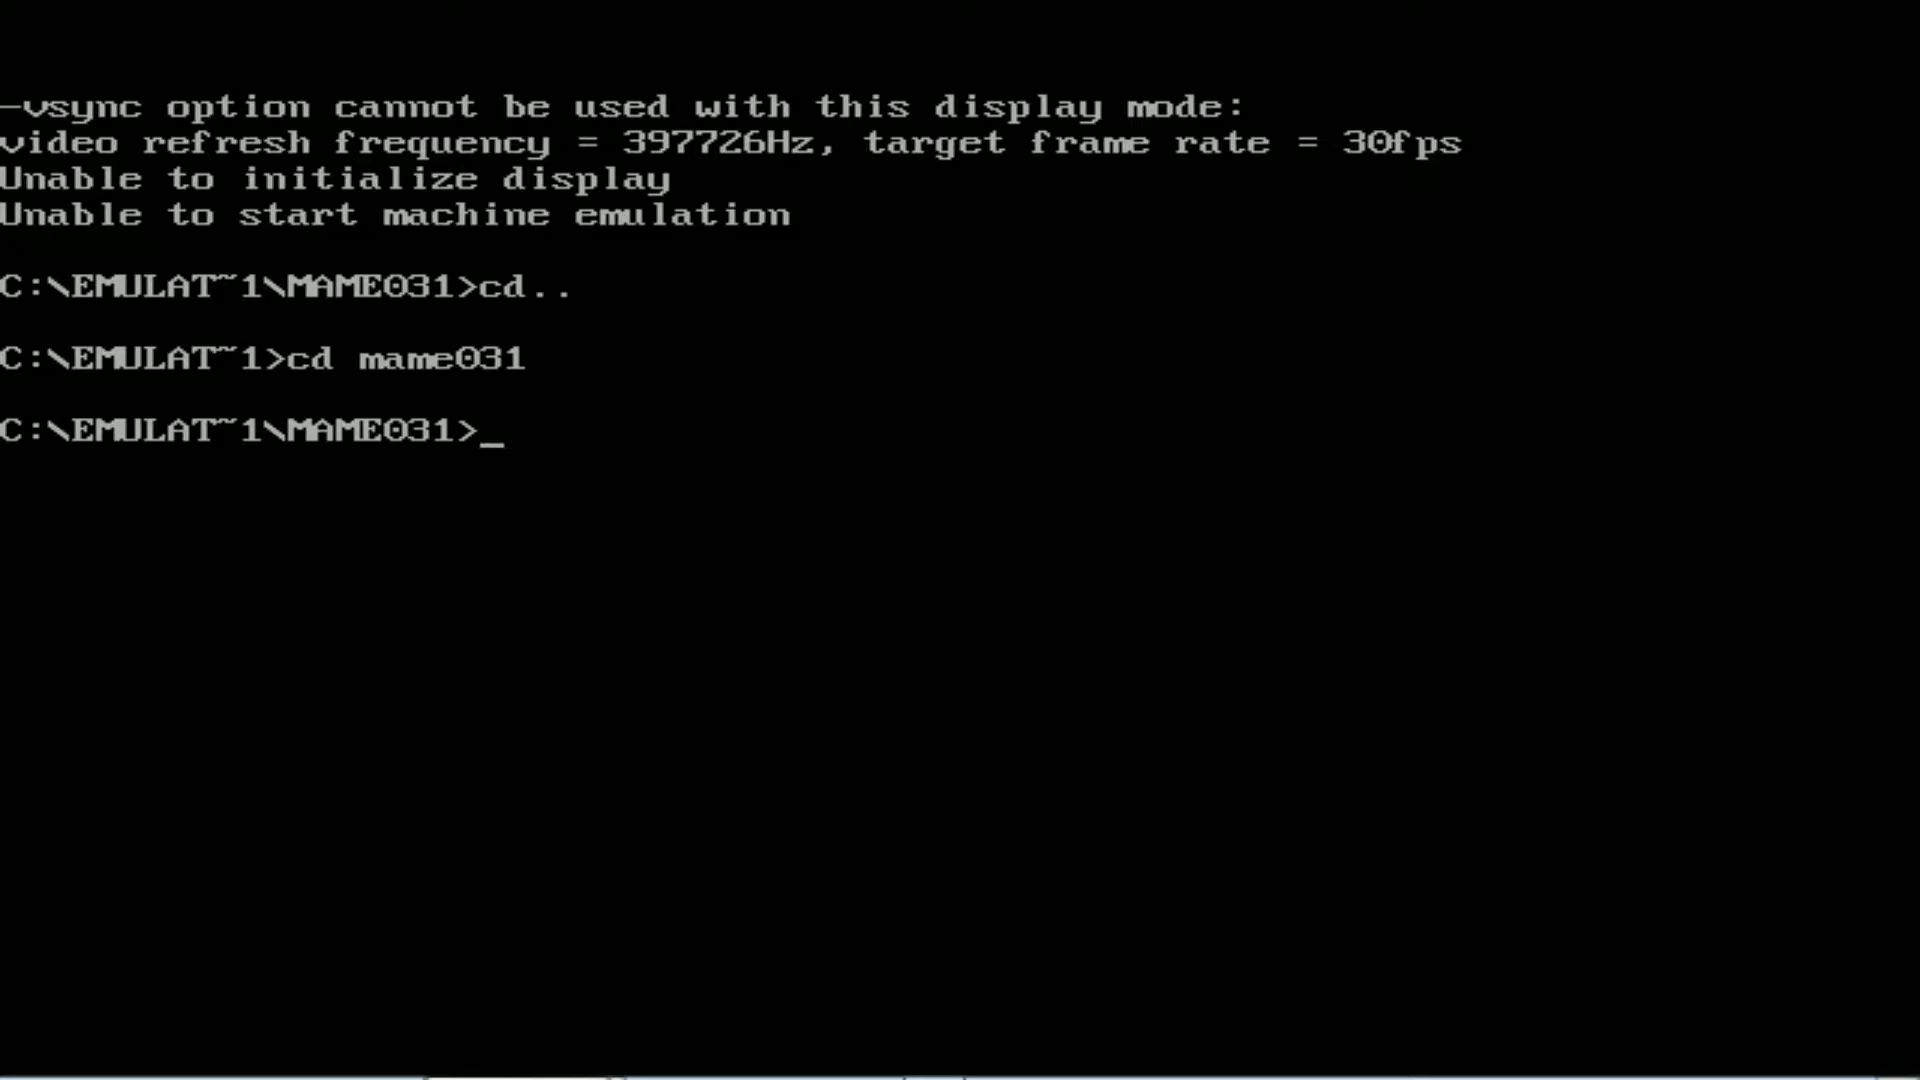 -vsync option cannot be used with this display mode:
video refresh frequency = 397726Hz, target frame rate = 30fps
Unable to initialize display
Unable to start machine emulation
C:\EMULAT~1\MAME031>cd..
C:\EMULAT~1>cd mame031
C:\EMULAT~1\MAME031>_